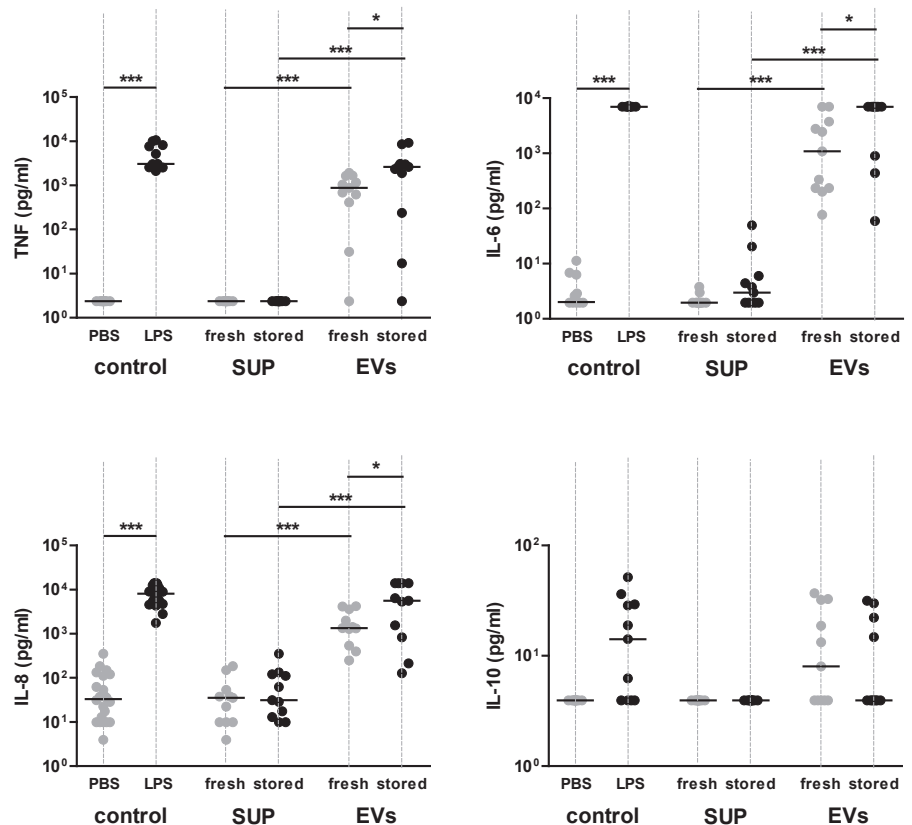 *
***
***
***
10⁵
10⁴
10³
10²
10¹
10⁰
TNF (pg/ml)
PBS LPS fresh stored fresh stored
control SUP EVs
*
***
***
***
10⁴
10³
10²
10¹
10⁰
IL-6 (pg/ml)
PBS LPS fresh stored fresh stored
control SUP EVs
*
***
***
***
10⁵
10⁴
10³
10²
10¹
10⁰
IL-8 (pg/ml)
PBS LPS fresh stored fresh stored
control SUP EVs
10²
10¹
10⁰
IL-10 (pg/ml)
PBS LPS fresh stored fresh stored
control SUP EVs